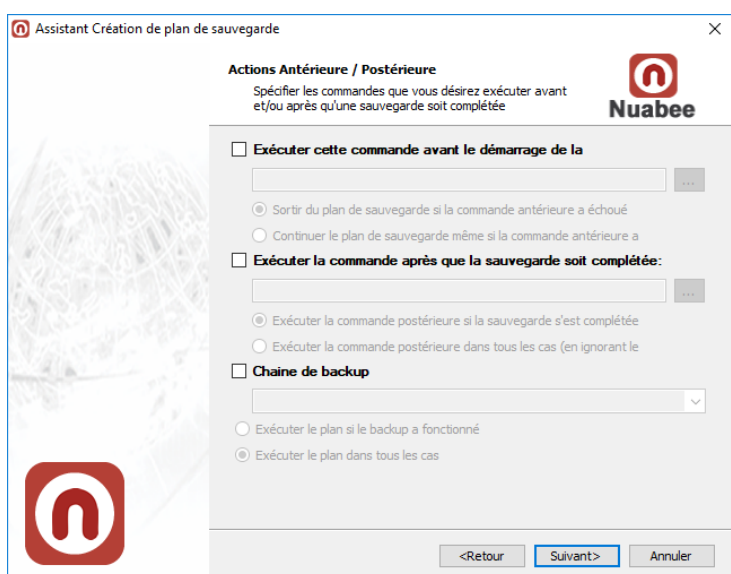 Assistant Création de plan de sauvegarde
Actions Antérieure / Postérieure
Spécifier les commandes que vous désirez exécuter avant
et/ou après qu'une sauvegarde soit complétée
Nuabee
Exécuter cette commande avant le démarrage de la
...
Sortir du plan de sauvegarde si la commande antérieure a échoué
Continuer le plan de sauvegarde même si la commande antérieure a
Exécuter la commande après que la sauvegarde soit complétée:
...
Exécuter la commande postérieure si la sauvegarde s'est complétée
Exécuter la commande postérieure dans tous les cas (en ignorant le
Chaine de backup
Exécuter le plan si le backup a fonctionné
Exécuter le plan dans tous les cas
<Retour
Suivant>
Annuler